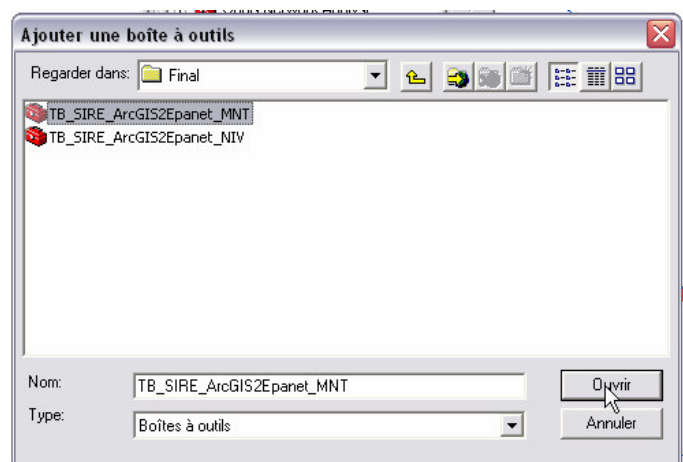 Ajouter une boîte à outils
Regarder dans: Final
TB_SIRE_ArcGIS2Epanet_MNT
TB_SIRE_ArcGIS2Epanet_NIV
Nom: TB_SIRE_ArcGIS2Epanet_MNT Ouvrir
Type: Boîtes à outils Annuler